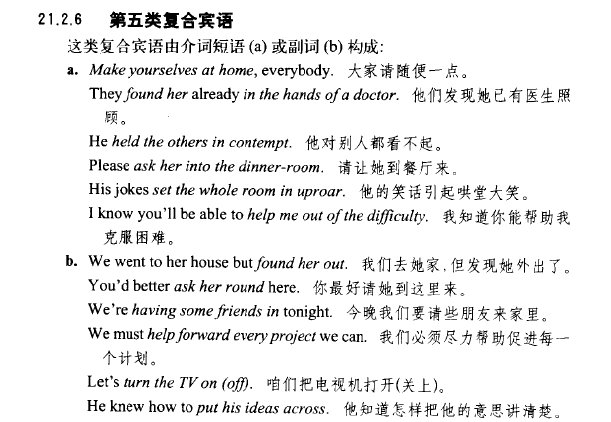 21.2.6 第五类复合宾语
这类复合宾语由介词短语 (a) 或副词 (b) 构成:
a. Make yourselves at home, everybody. 大家请随便一点。
They found her already in the hands of a doctor. 他们发现她已有医生照
顾。
He held the others in contempt. 他对别人都看不起。
Please ask her into the dinner-room. 请让她到餐厅来。
His jokes set the whole room in uproar. 他的笑话引起哄堂大笑。
I know you'll be able to help me out of the difficulty. 我知道你能帮助我
克服困难。
b. We went to her house but found her out. 我们去她家,但发现她外出了。
You'd better ask her round here. 你最好请她到这里来。
We're having some friends in tonight. 今晚我们要请些朋友来家里。
We must help forward every project we can. 我们必须尽力帮助促进每一
个计划。
Let's turn the TV on (off). 咱们把电视机打开(关上)。
He knew how to put his ideas across. 他知道怎样把他的意思讲清楚。